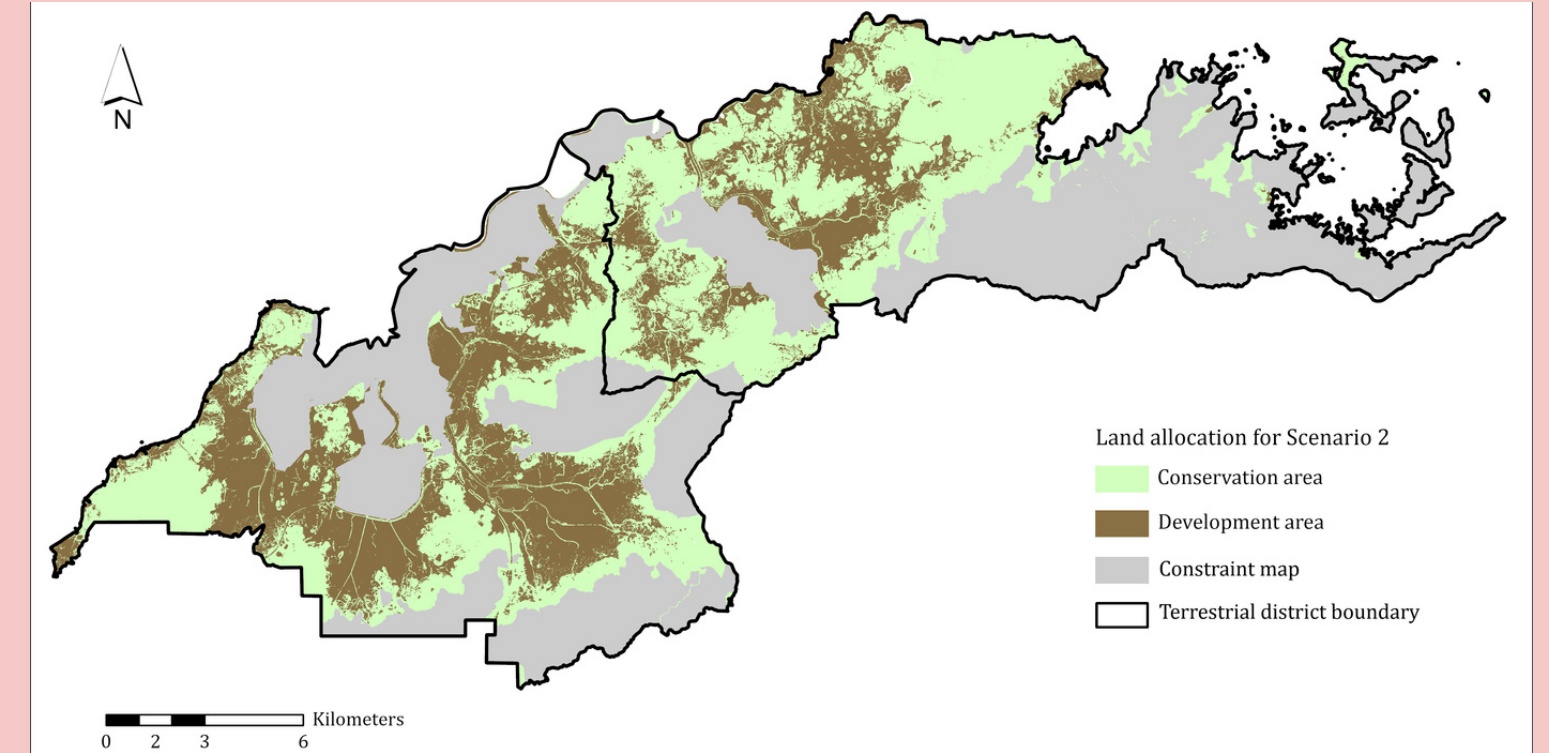 N
Land allocation for Scenario 2
Conservation area
Development area
Constraint map
Terrestrial district boundary
Kilometers
0 2 3 6